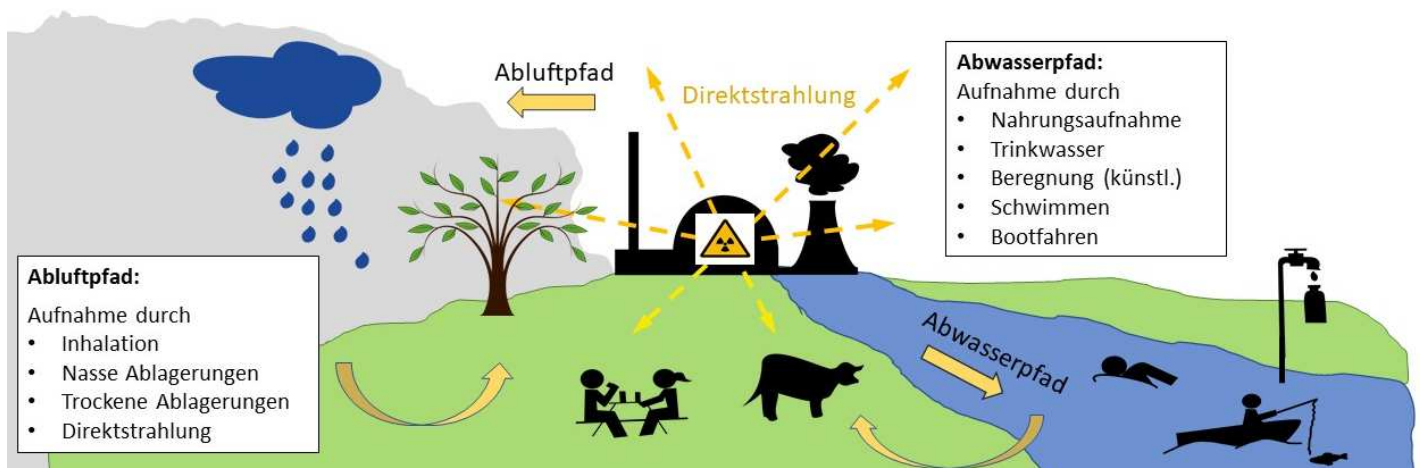 Abluftpfad
Direktstrahlung
Abwasserpfad:
Aufnahme durch
• Nahrungsaufnahme
• Trinkwasser
• Beregnung (künstl.)
• Schwimmen
• Bootfahren
Abluftpfad:
Aufnahme durch
• Inhalation
• Nasse Ablagerungen
• Trockene Ablagerungen
• Direktstrahlung
Abwasserpfad